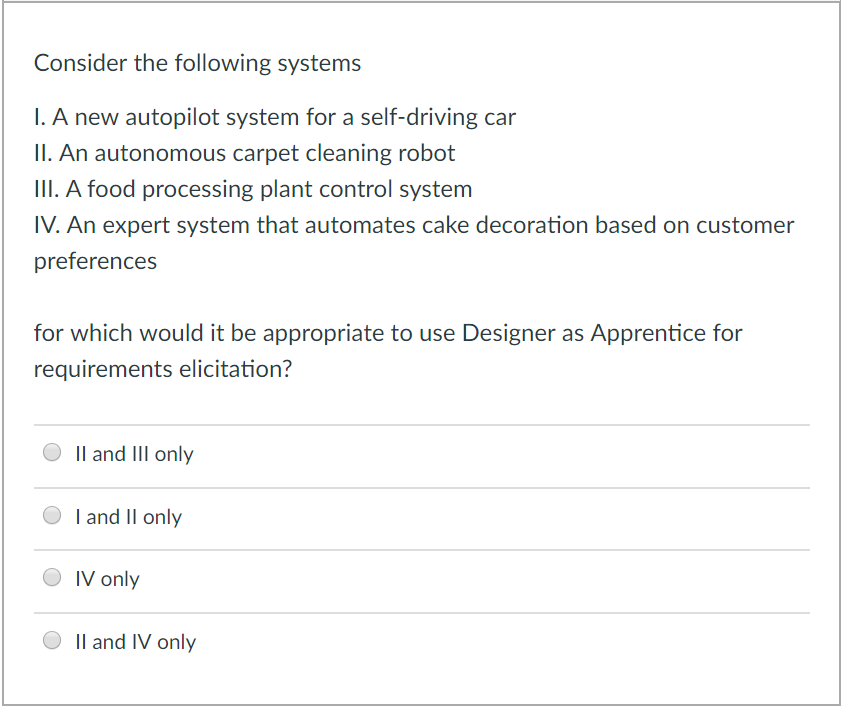 Consider the following systems
I. A new autopilot system for a self-driving car
II. An autonomous carpet cleaning robot
III. A food processing plant control system
IV. An expert system that automates cake decoration based on customer
preferences
for which would it be appropriate to use Designer as Apprentice for
requirements elicitation?
II and III only
I and II only
IV only
II and IV only